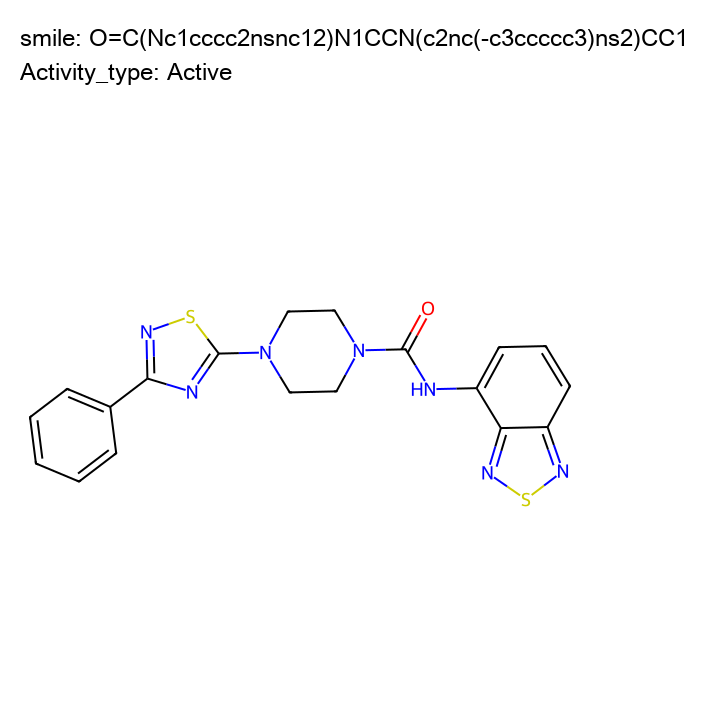 smile: O=C(Nc1cccc2nsnc12)N1CCN(c2nc(-c3ccccc3)ns2)CC1
Activity_type: Active
O
S
N
N
N
N
HN
N
N
S